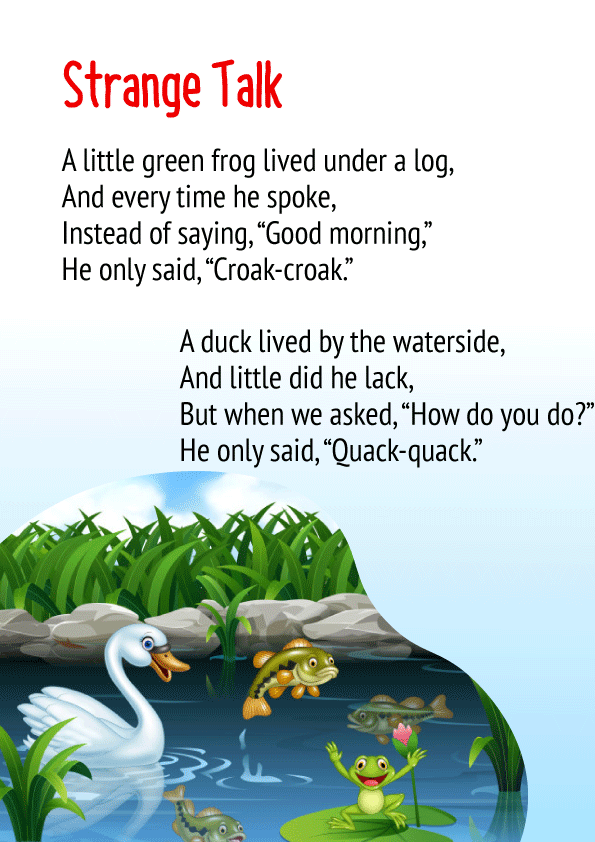 Strange Talk
A little green frog lived under a log,
And every time he spoke,
Instead of saying, “Good morning,”
He only said, “Croak-croak.”
A duck lived by the waterside,
And little did he lack,
But when we asked, “How do you do?”
He only said, “Quack-quack.”